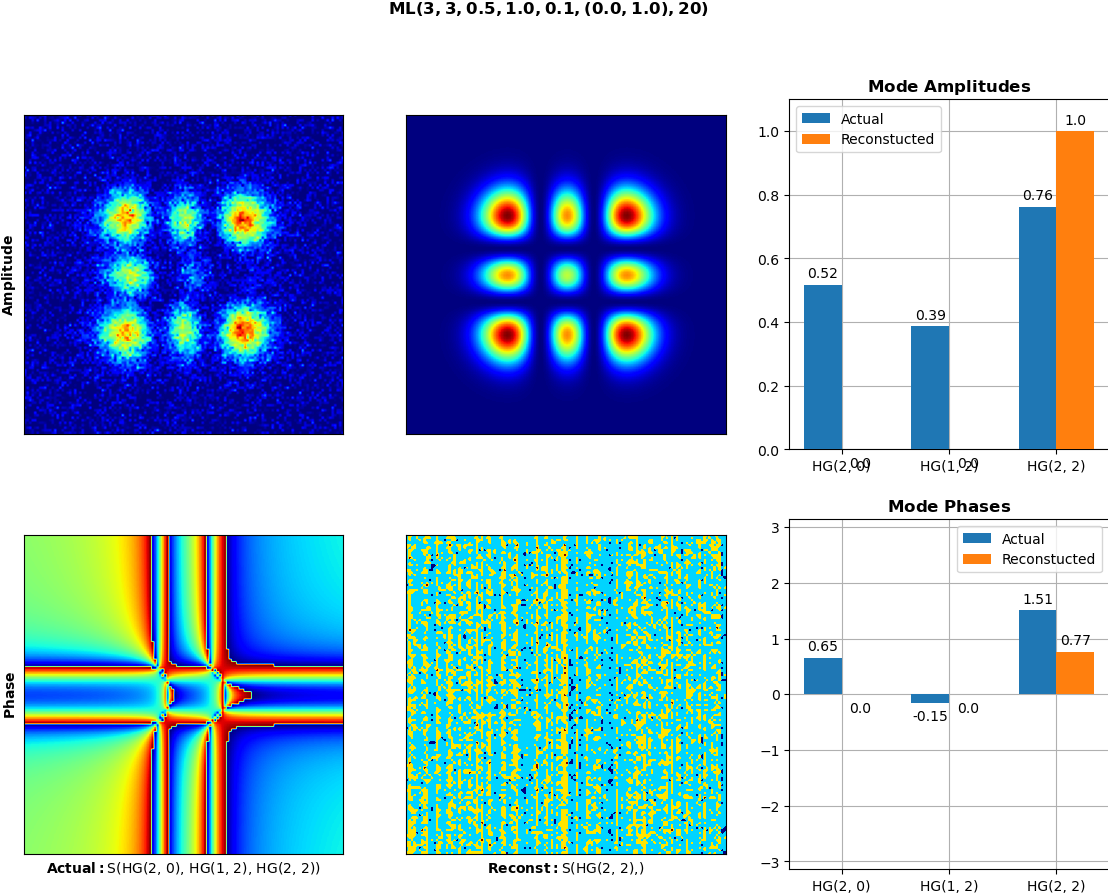 ML(3, 3, 0.5, 1.0, 0.1, (0.0, 1.0), 20)
Amplitude
Mode Amplitudes
Actual
Reconstucted
1.0
0.8
0.6
0.4
0.2
0.0
0.52
0.0
0.39
0.0
0.76
1.0
HG(2, 0)
HG(1, 2)
HG(2, 2)
Phase
Actual: S(HG(2, 0), HG(1, 2), HG(2, 2))
Reconst: S(HG(2, 2),)
Mode Phases
Actual
Reconstucted
3
2
1
0
−1
−2
−3
0.65
0.0
-0.15
0.0
1.51
0.77
HG(2, 0)
HG(1, 2)
HG(2, 2)